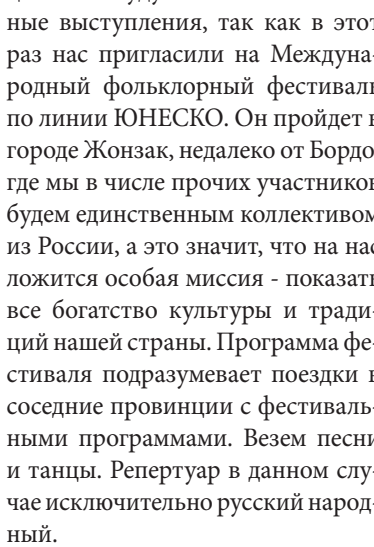 ные выступления, так как в этот
раз нас пригласили на Междуна-
родный фольклорный фестиваль
по линии ЮНЕСКО. Он пройдет в
городе Жонзак, недалеко от Бордо,
где мы в числе прочих участников
будем единственным коллективом
из России, а это значит, что на нас
ложится особая миссия - показать
все богатство культуры и тради-
ций нашей страны. Программа фе-
стиваля подразумевает поездки в
соседние провинции с фестиваль-
ными программами. Везем песни
и танцы. Репертуар в данном слу-
чае исключительно русский народ-
ный.